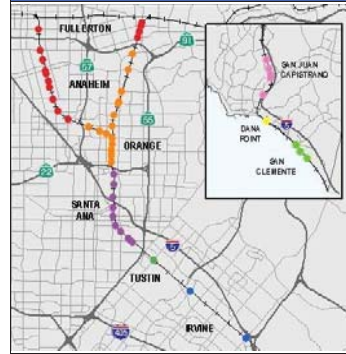 FULLERTON
91
57
ANAHEIM
55
ORANGE
22
SANTA
ANA
5
TUSTIN
405
IRVINE
SAN JUAN
CAPISTRANO
DANA
POINT
5
SAN
CLEMENTE